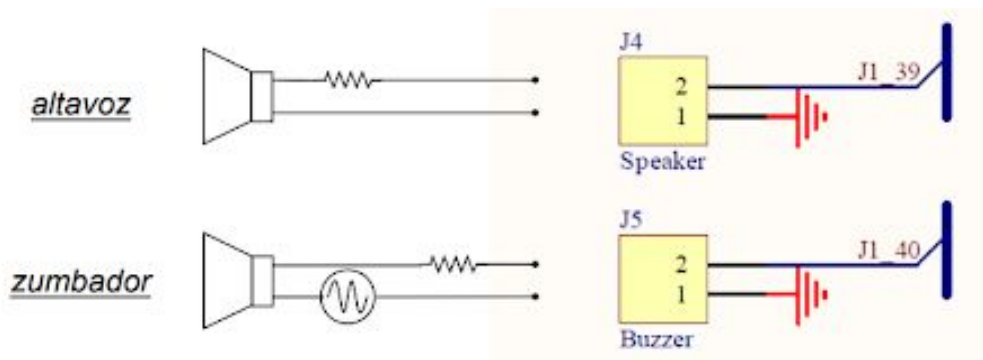 altavoz
J4
2
1
J1_39
Speaker
zumbador
J5
2
1
J1_40
Buzzer